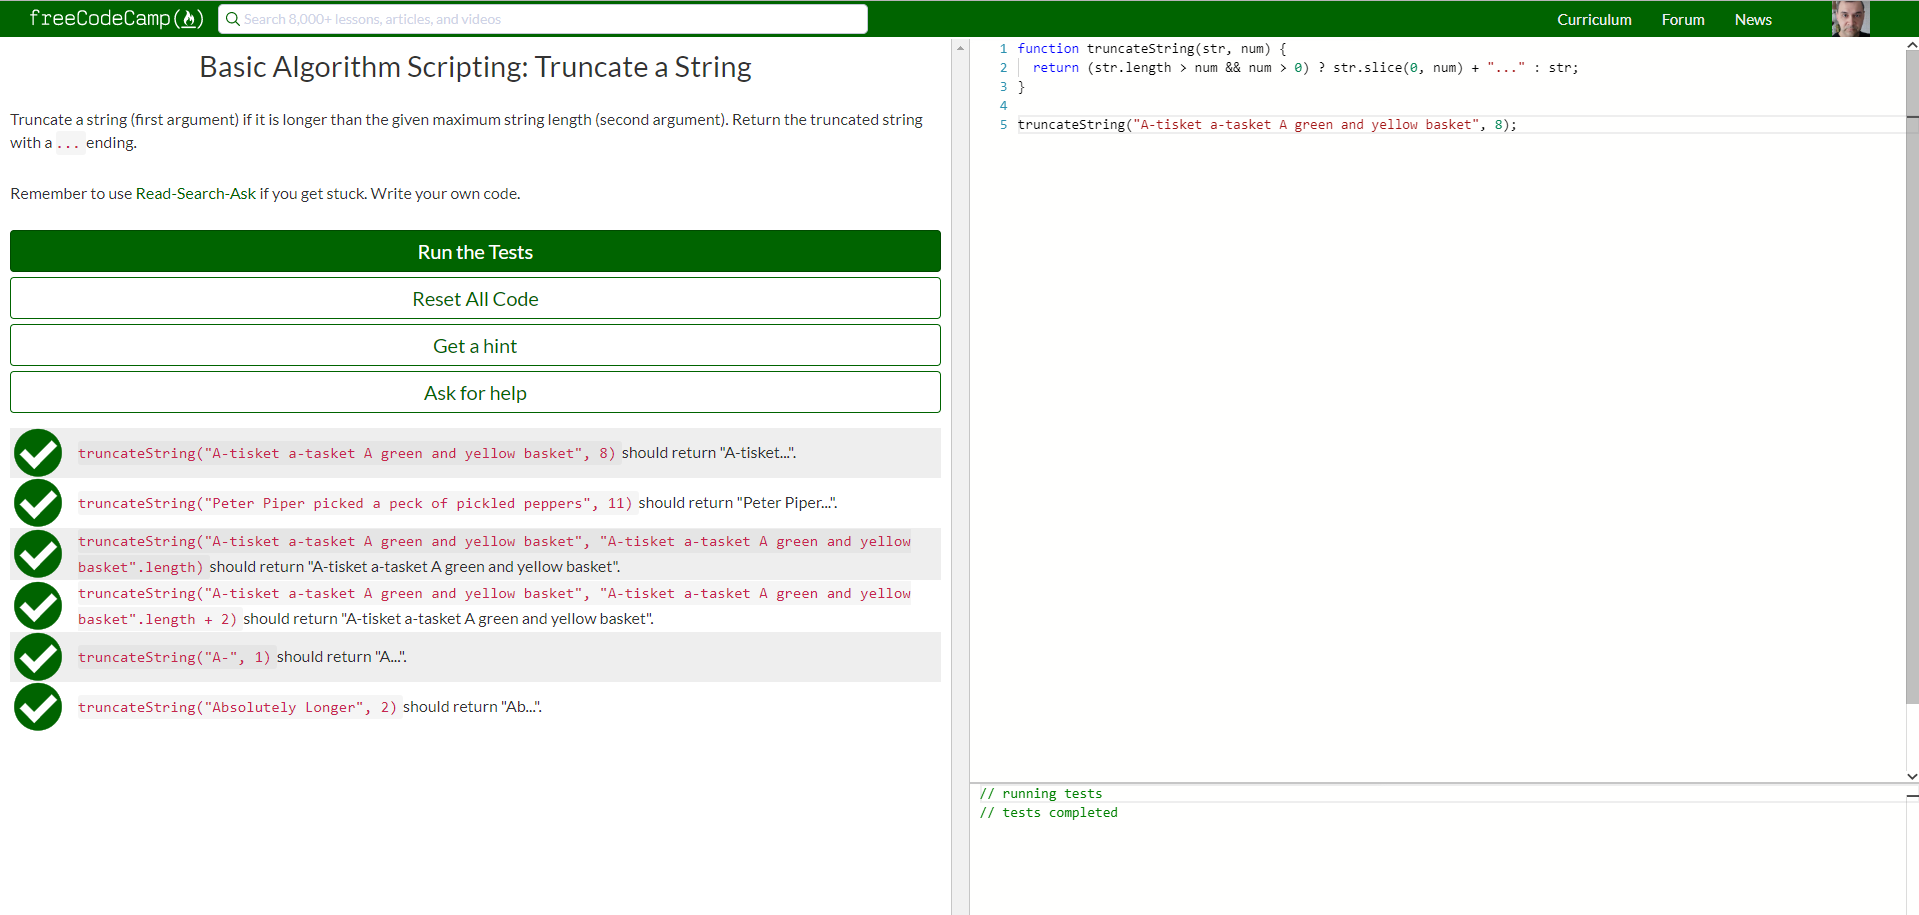 freeCodeCamp
Search 8,000+ lessons, articles, and videos
Curriculum Forum News
Basic Algorithm Scripting: Truncate a String
Truncate a string (first argument) if it is longer than the given maximum string length (second argument). Return the truncated string
with a ... ending.
Remember to use Read-Search-Ask if you get stuck. Write your own code.
Run the Tests
Reset All Code
Get a hint
Ask for help
truncateString("A-tisket a-tasket A green and yellow basket", 8) should return "A-tisket...".
truncateString("Peter Piper picked a peck of pickled peppers", 11) should return "Peter Piper...".
truncateString("A-tisket a-tasket A green and yellow basket", "A-tisket a-tasket A green and yellow
basket".length) should return "A-tisket a-tasket A green and yellow basket".
truncateString("A-tisket a-tasket A green and yellow basket", "A-tisket a-tasket A green and yellow
basket".length + 2) should return "A-tisket a-tasket A green and yellow basket".
truncateString("A-", 1) should return "A...".
truncateString("Absolutely Longer", 2) should return "Ab...".
1 function truncateString(str, num) {
2 return (str.length > num && num > 0) ? str.slice(0, num) + "..." : str;
3 }
4
5 truncateString("A-tisket a-tasket A green and yellow basket", 8);
// running tests
// tests completed